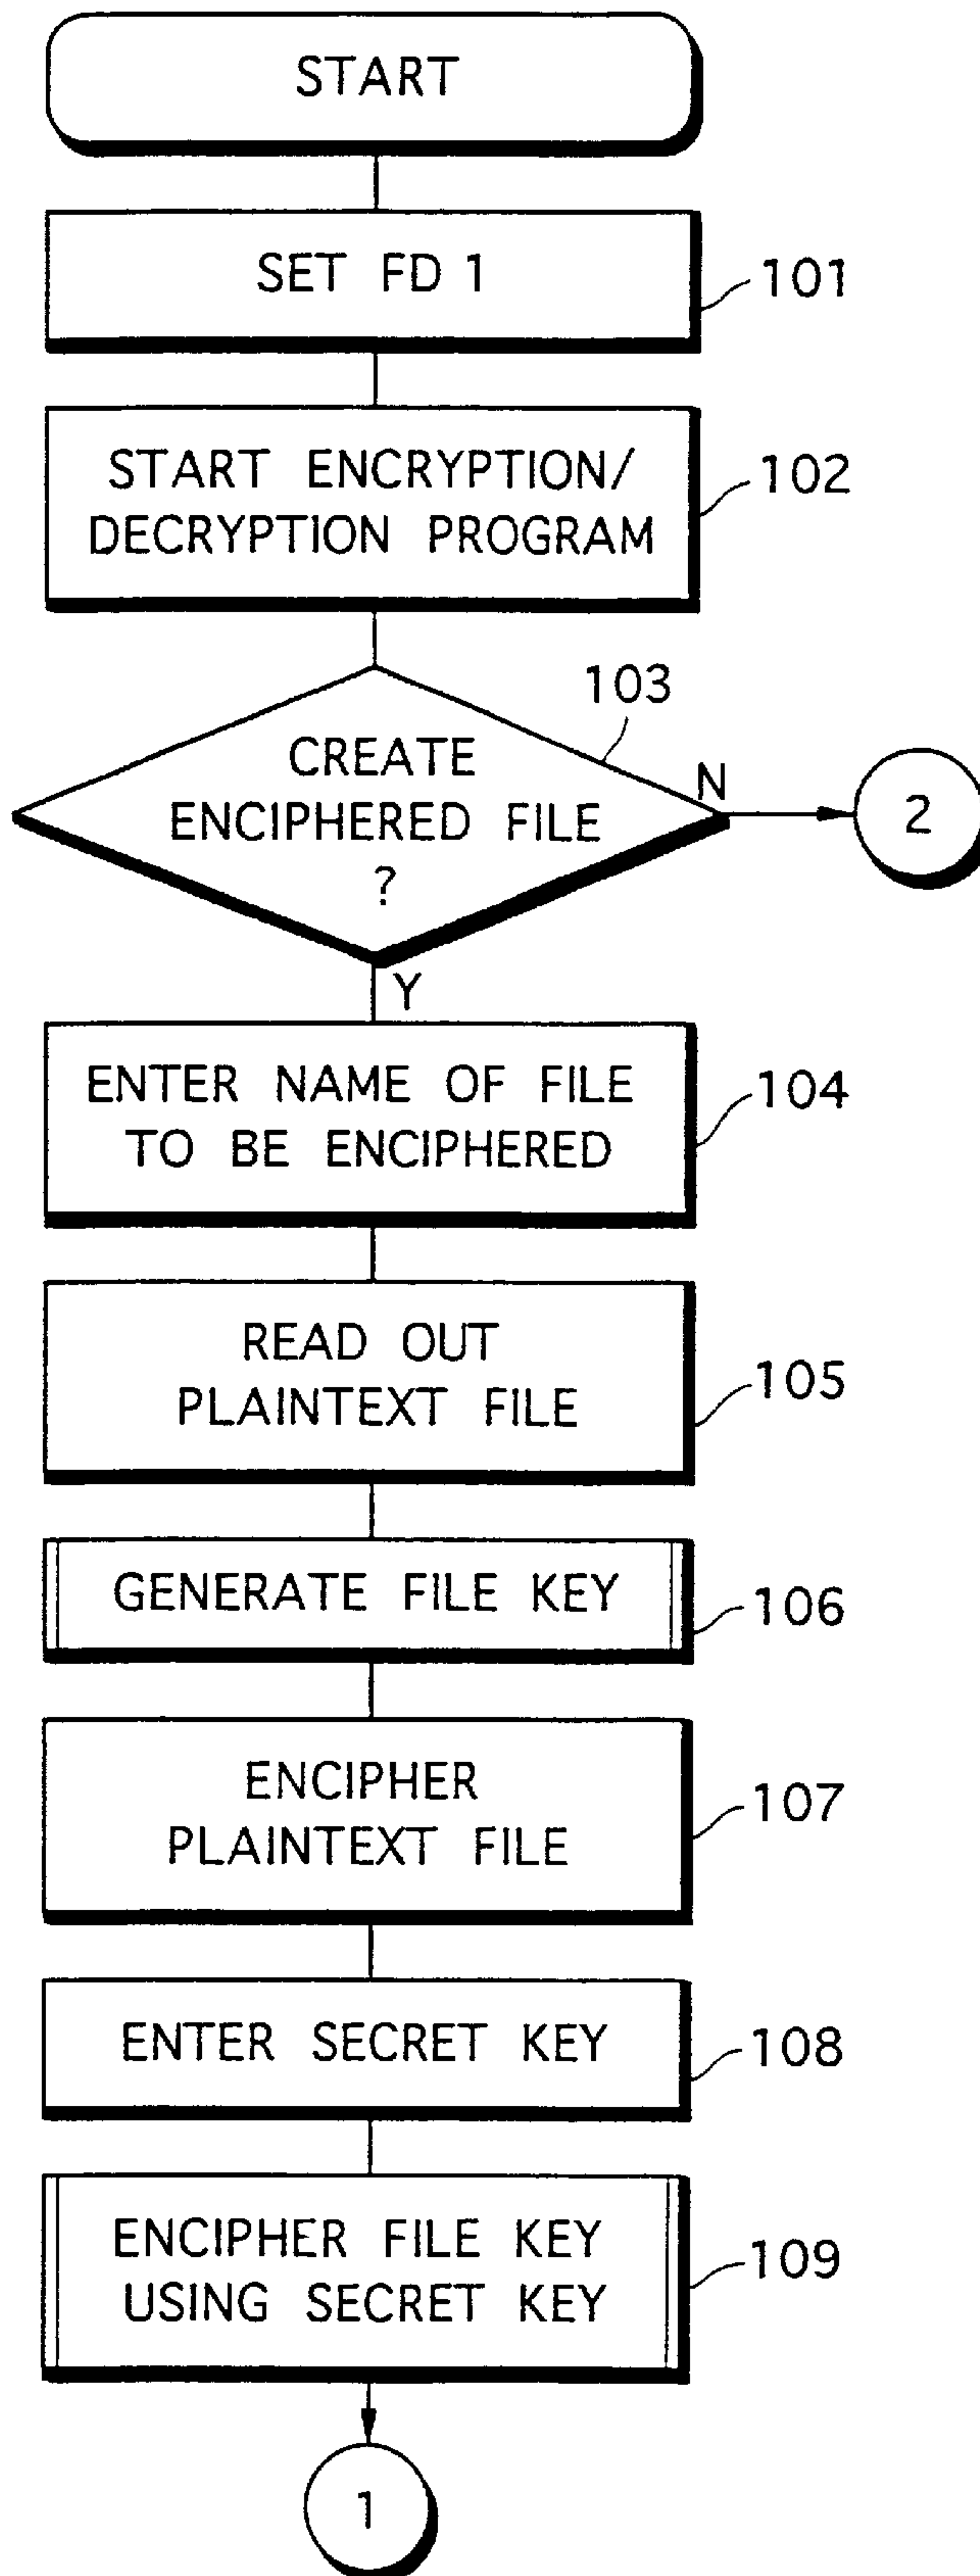 START
SET FD 1
101
START ENCRYPTION/
DECRYPTION PROGRAM
102
103
CREATE
ENCIPHERED FILE
?
N
2
Y
ENTER NAME OF FILE
TO BE ENCIPHERED
104
READ OUT
PLAINTEXT FILE
105
GENERATE FILE KEY
106
ENCIPHER
PLAINTEXT FILE
107
ENTER SECRET KEY
108
ENCIPHER FILE KEY
USING SECRET KEY
109
1